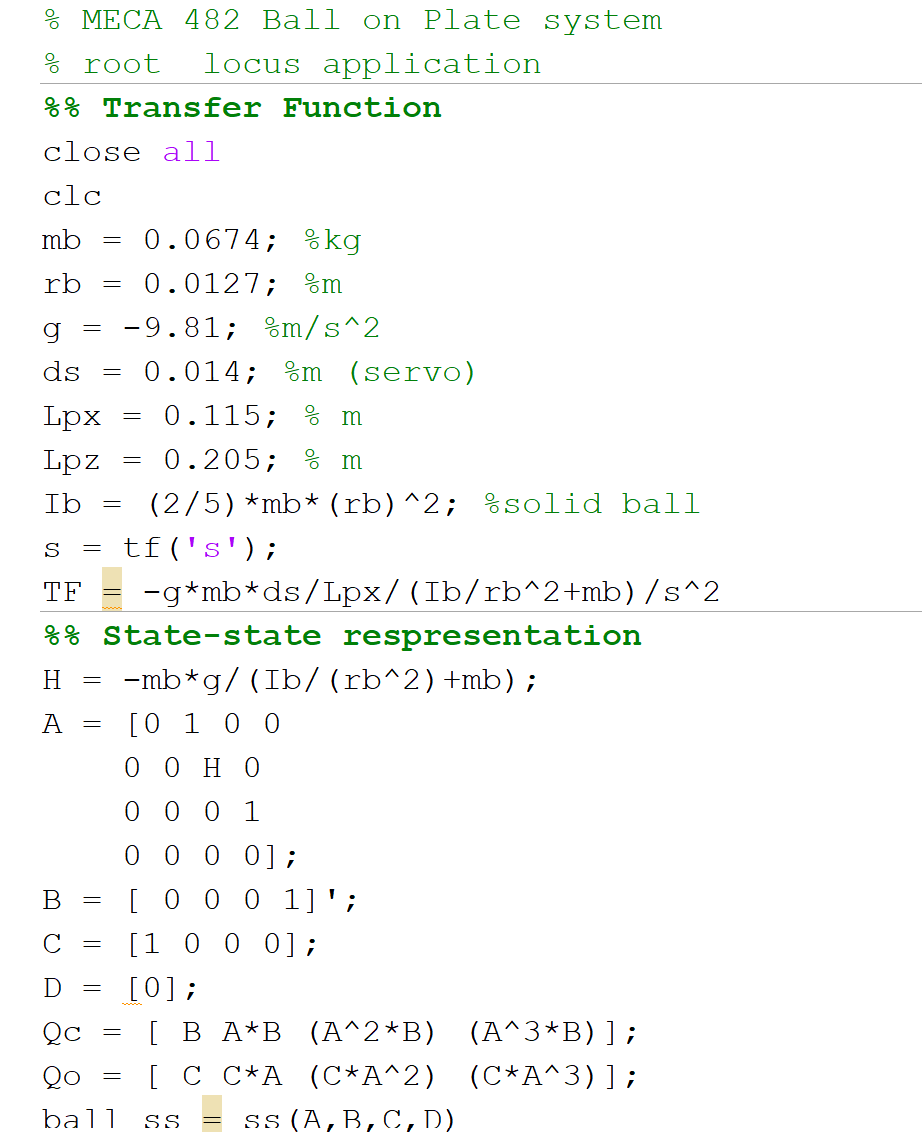 % MECA 482 Ball on Plate system
% root  locus application
%% Transfer Function
close all
clc
mb = 0.0674; %kg
rb = 0.0127; %m
g = -9.81; %m/s^2
ds = 0.014; %m (servo)
Lpx = 0.115; % m
Lpz = 0.205; % m
Ib = (2/5)*mb*(rb)^2; %solid ball
s = tf('s');
TF = -g*mb*ds/Lpx/(Ib/rb^2+mb)/s^2
%% State-state respresentation
H = -mb*g/(Ib/(rb^2)+mb);
A = [0 1 0 0
    0 0 H 0
    0 0 0 1
    0 0 0 0];
B = [ 0 0 0 1]';
C = [1 0 0 0];
D = [0];
Qc = [ B A*B (A^2*B) (A^3*B)];
Qo = [ C C*A (C*A^2) (C*A^3)];
ball_ss = ss(A,B,C,D)